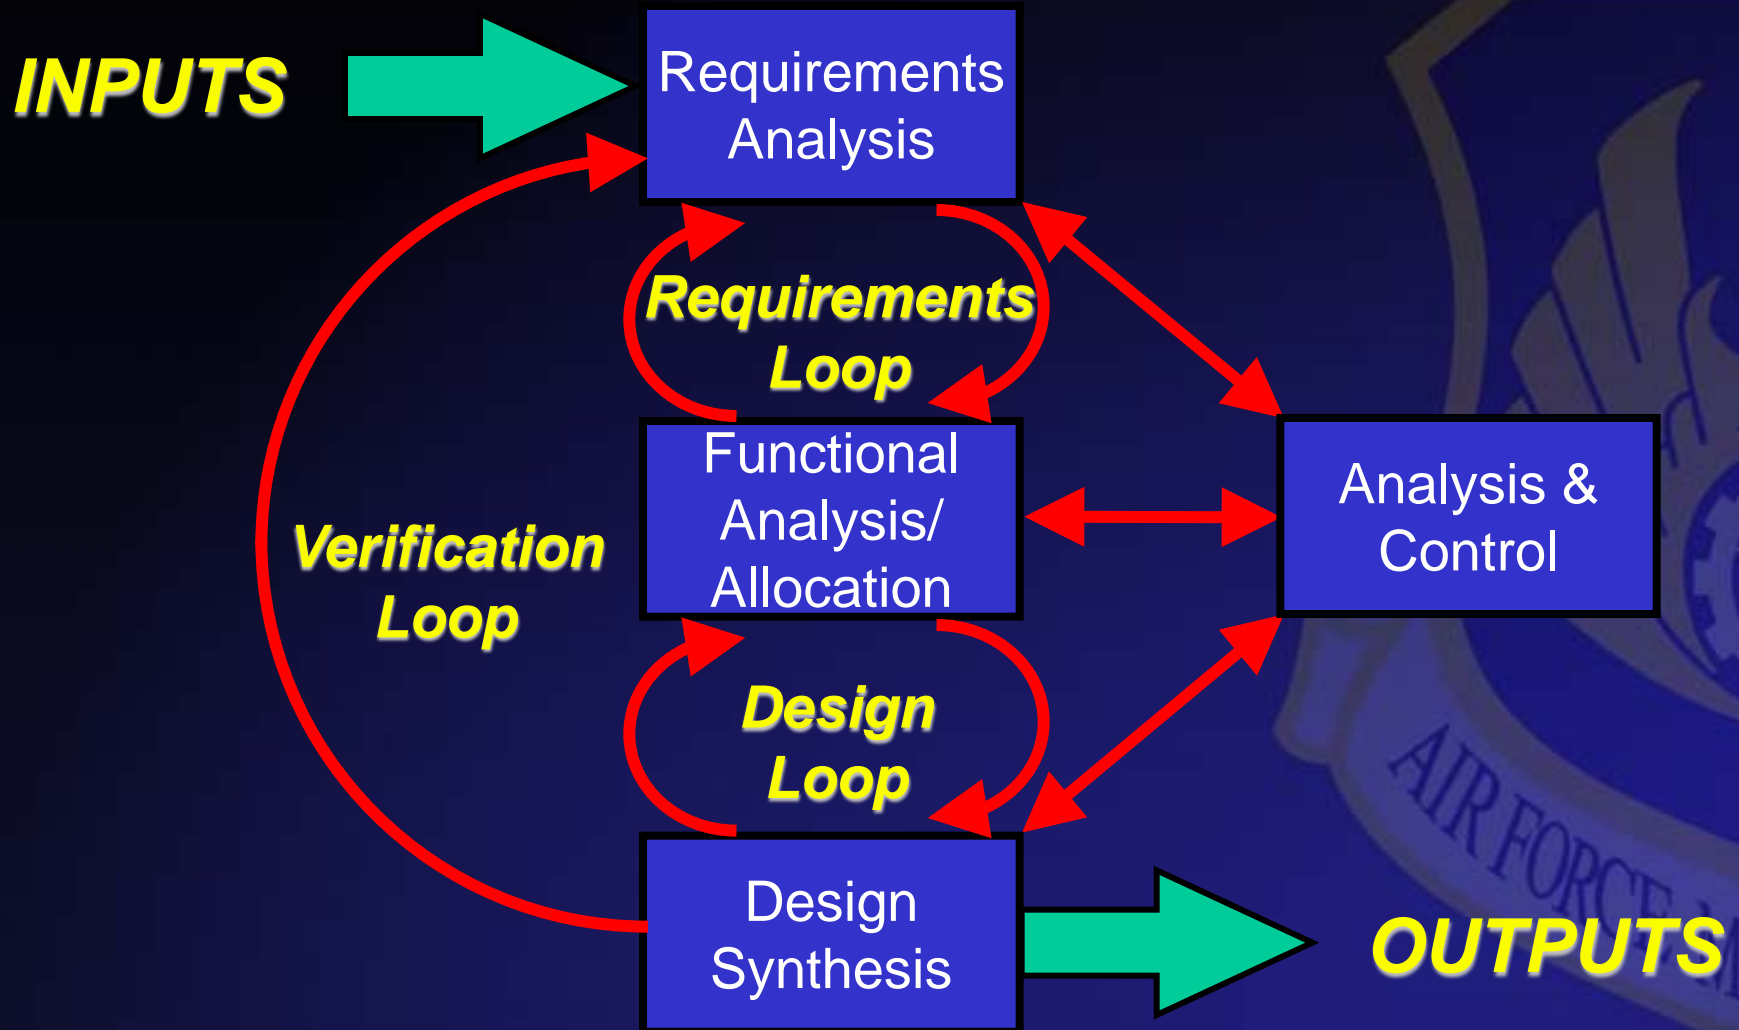 INPUTS
Requirements
Analysis
Requirements
Loop
Functional
Analysis/
Allocation
Analysis &
Control
Verification
Loop
Design
Loop
Design
Synthesis
OUTPUTS
AIR FORCE M